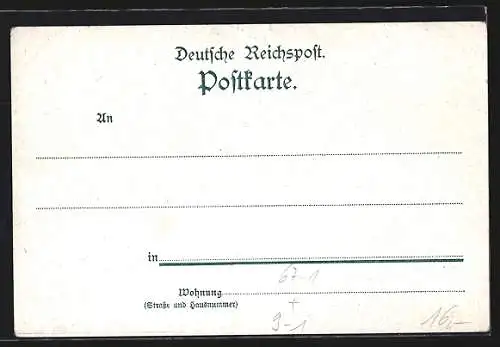 Deutsche Reichspost.
Postkarte.
An
in
Wohnung
(Straße und Hausnummer)
67-1
+
9-1
16,-